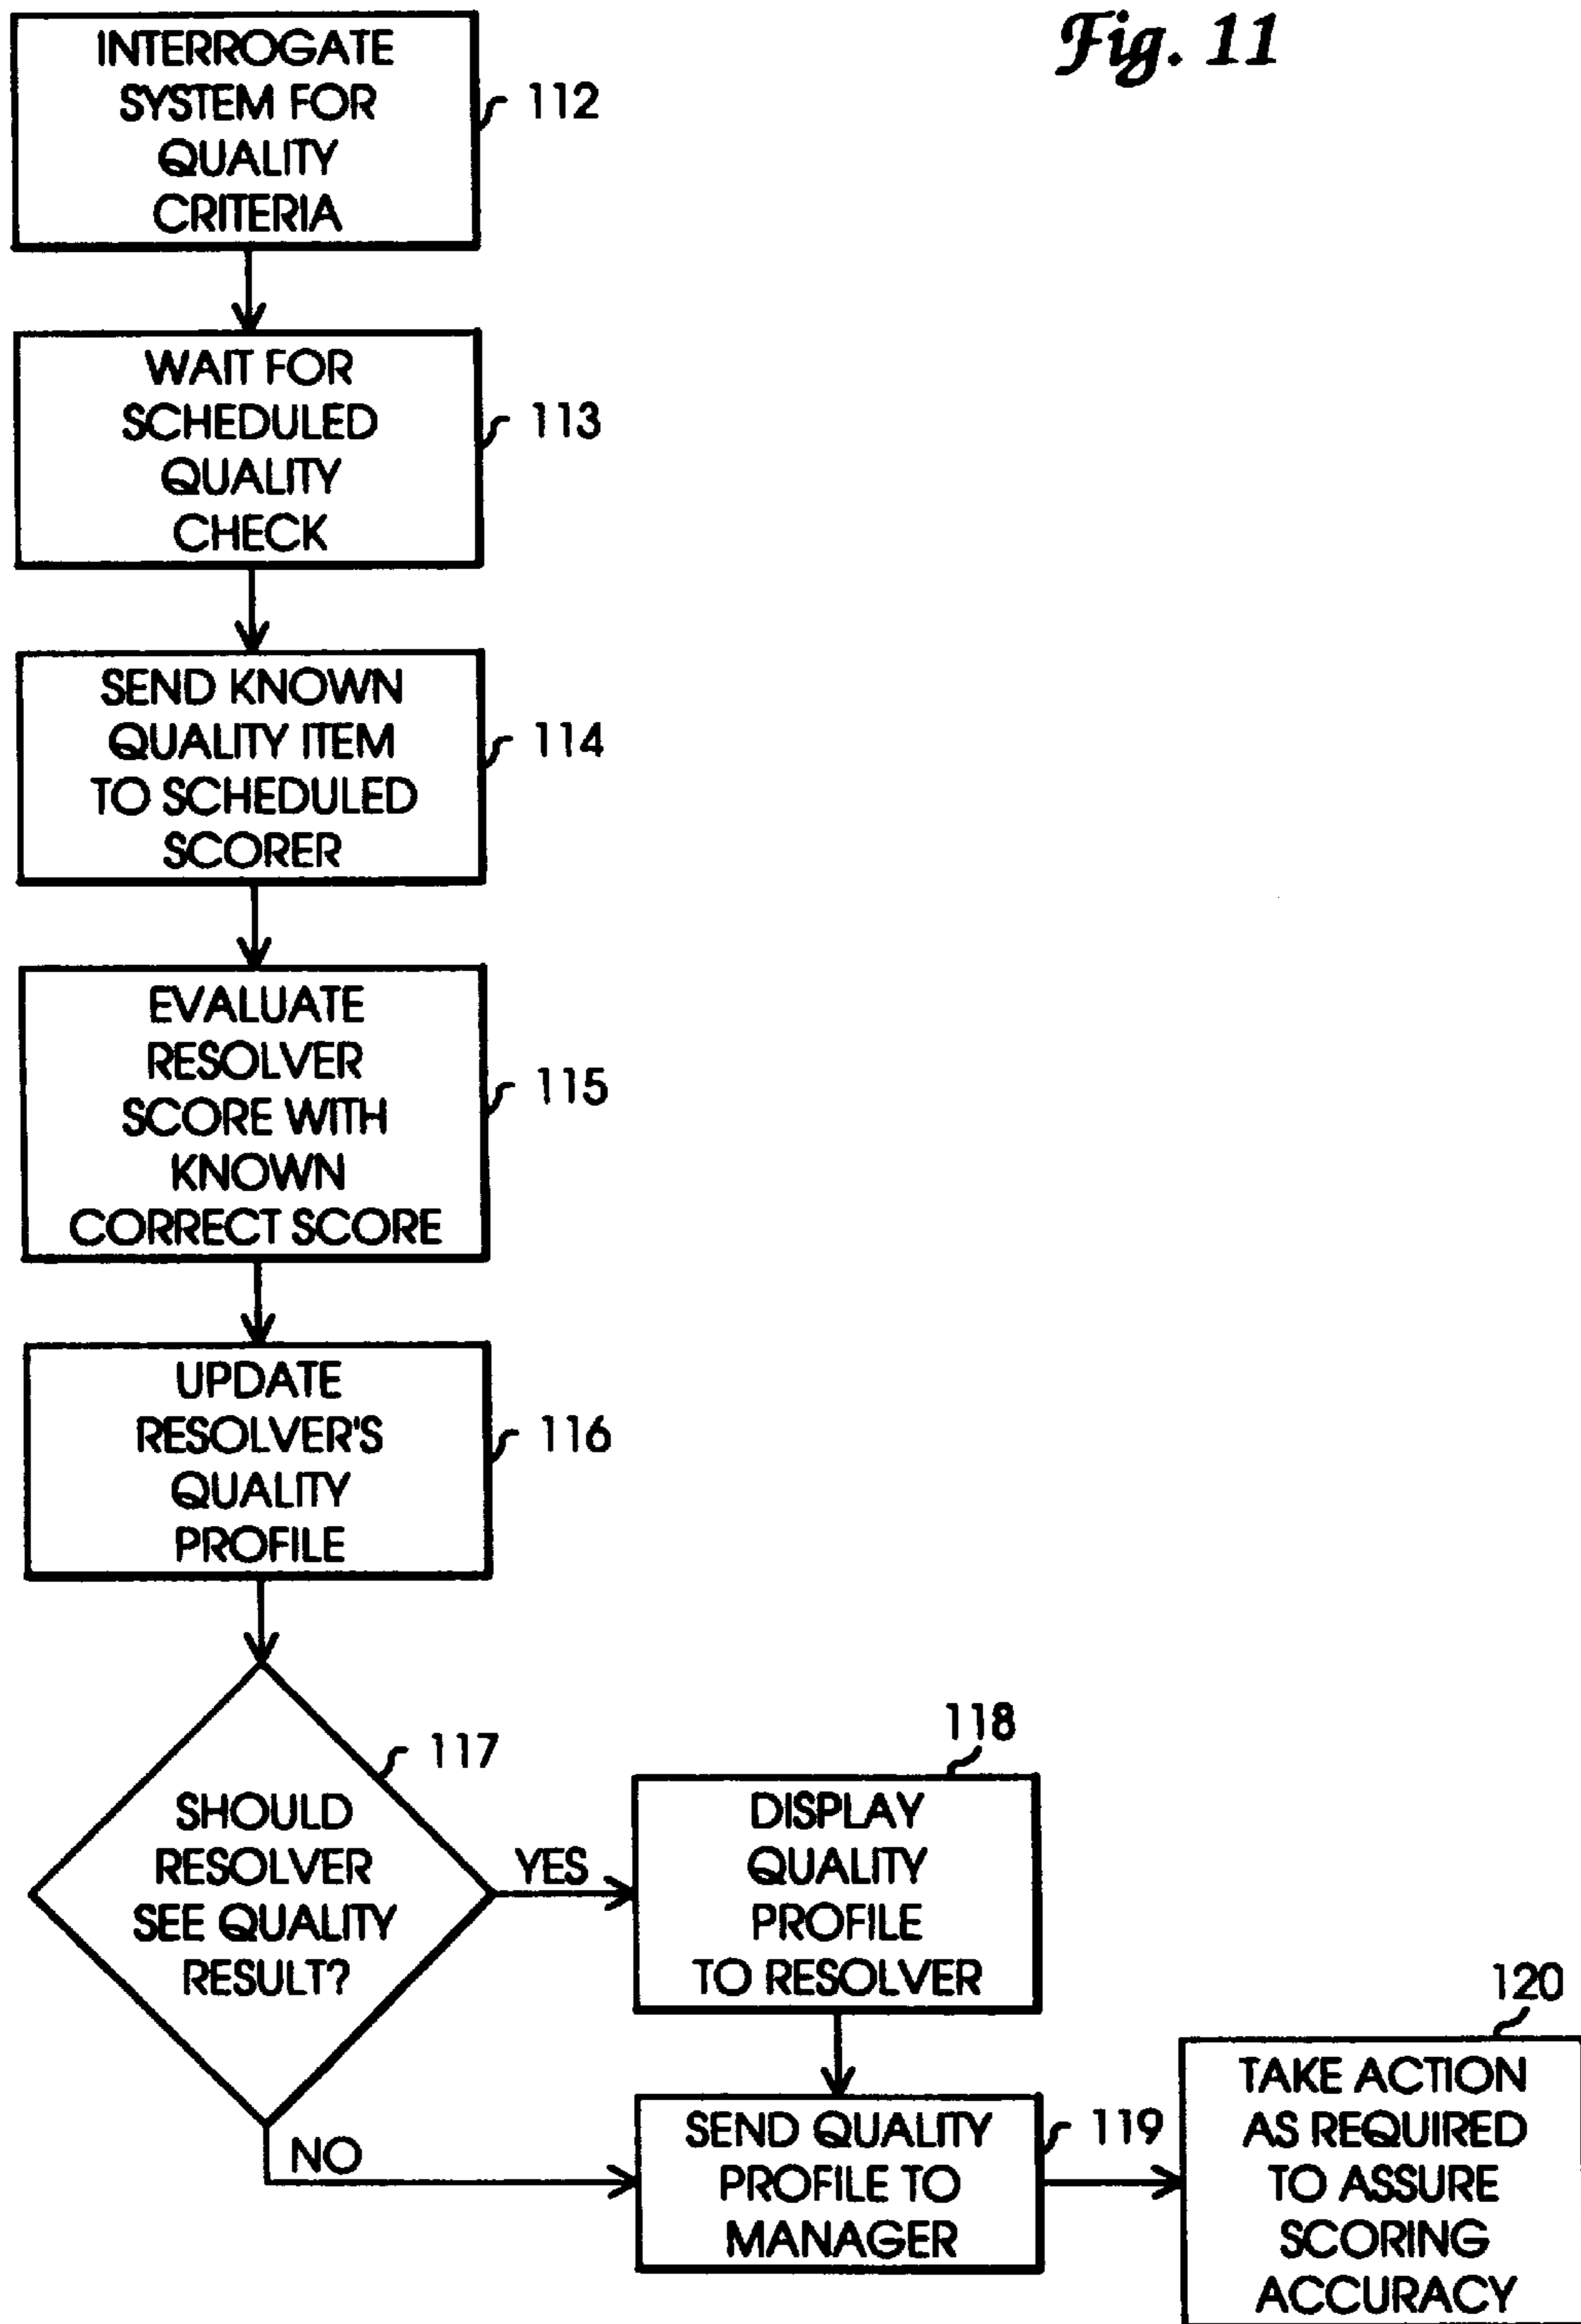 Fig. 11
INTERROGATE
SYSTEM FOR
QUALITY
CRITERIA
112
WAIT FOR
SCHEDULED
QUALITY
CHECK
113
SEND KNOWN
QUALITY ITEM
TO SCHEDULED
SCORER
114
EVALUATE
RESOLVER
SCORE WITH
KNOWN
CORRECT SCORE
115
UPDATE
RESOLVER'S
QUALITY
PROFILE
116
117
SHOULD
RESOLVER
SEE QUALITY
RESULT?
YES
NO
118
DISPLAY
QUALITY
PROFILE
TO RESOLVER
SEND QUALITY
PROFILE TO
MANAGER
119
120
TAKE ACTION
AS REQUIRED
TO ASSURE
SCORING
ACCURACY